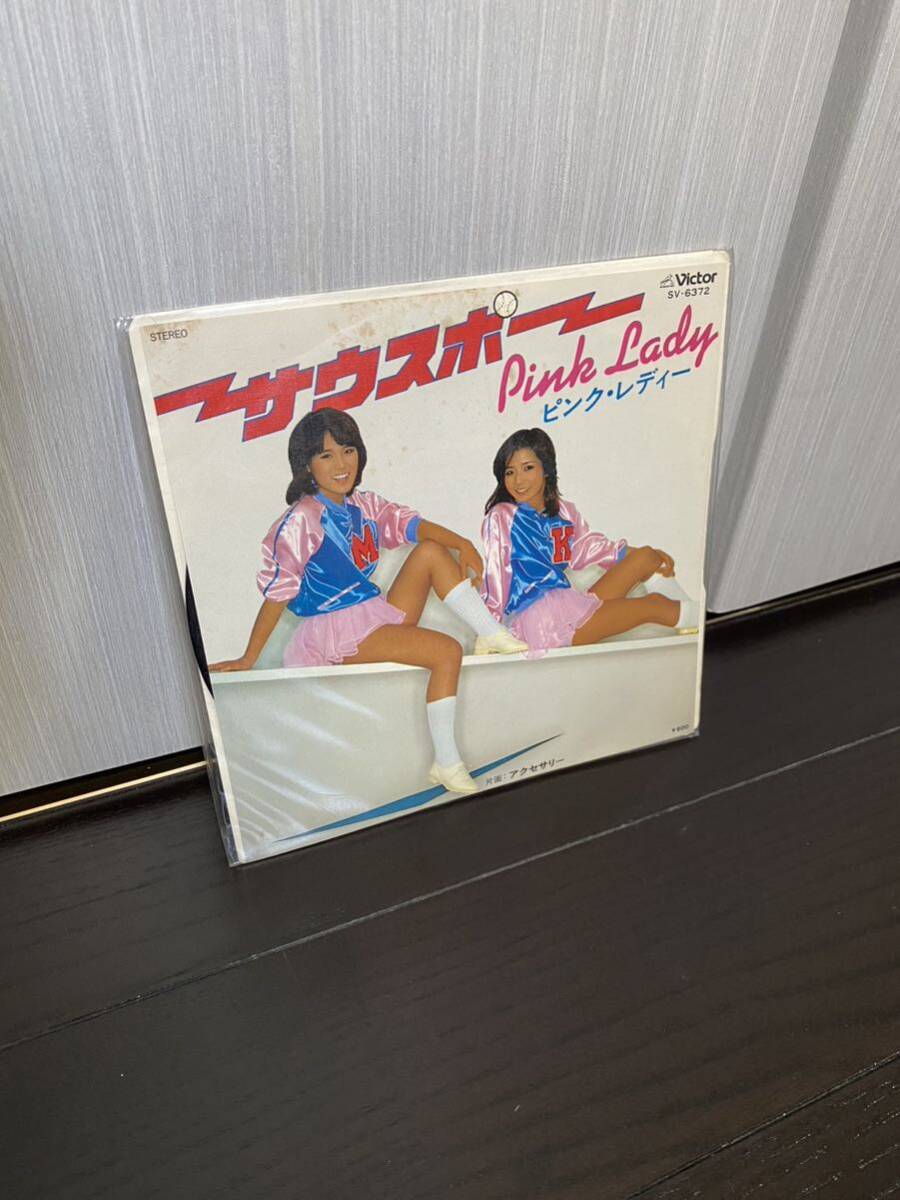 STEREO
Victor
SV-6372
サウスポー
Pink Lady
ピンク・レディー
M
K
片面：アクセサリー
¥600